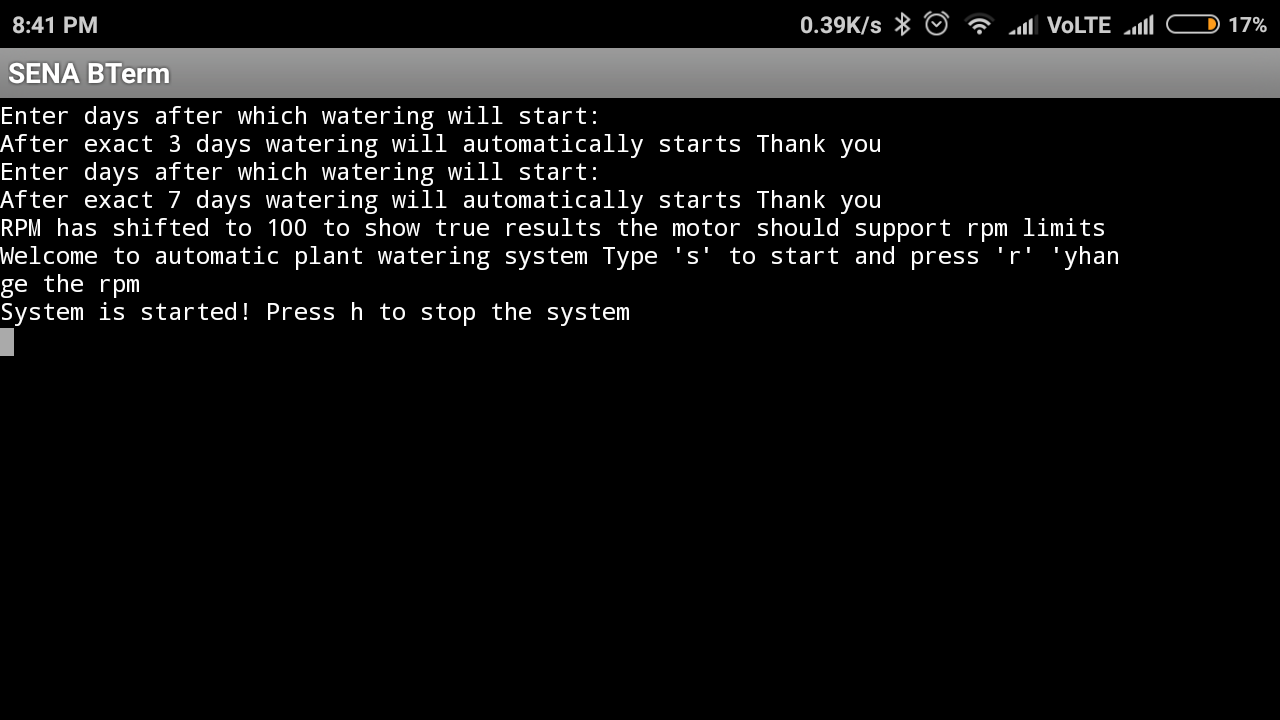 8:41 PM 0.39K/s VoLTE 17%
SENA BTerm
Enter days after which watering will start:
After exact 3 days watering will automatically starts Thank you
Enter days after which watering will start:
After exact 7 days watering will automatically starts Thank you
RPM has shifted to 100 to show true results the motor should support rpm limits
Welcome to automatic plant watering system Type 's' to start and press 'r' 'yhan
ge the rpm
System is started! Press h to stop the system